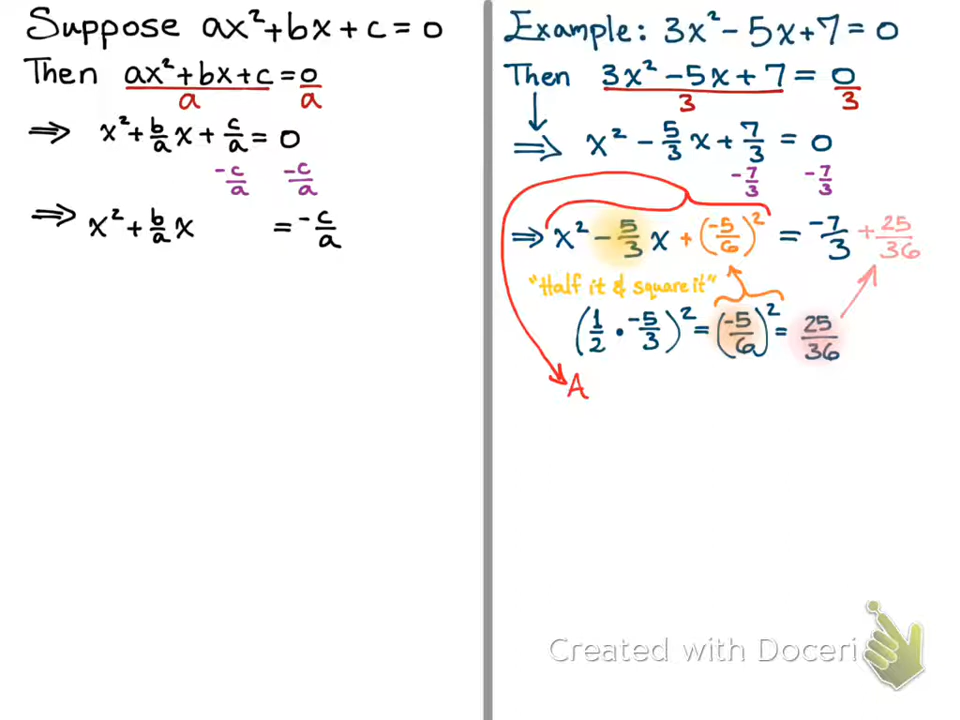 Suppose ax²+bx+c=0
Then ax²+bx+c/a = 0/a
⇒ x²+b/a x+c/a=0
-c/a -c/a
⇒ x²+b/a x =-c/a
Example: 3x²-5x+7=0
Then 3x²-5x+7/3 = 0/3
⇒ x²-5/3 x+7/3=0
-7/3 -7/3
⇒ x²-5/3 x+(-5/6)²=-7/3+25/36
"Half it & square it"
(1/2·-5/3)²=(-5/6)²=25/36
A
Created with Doceri